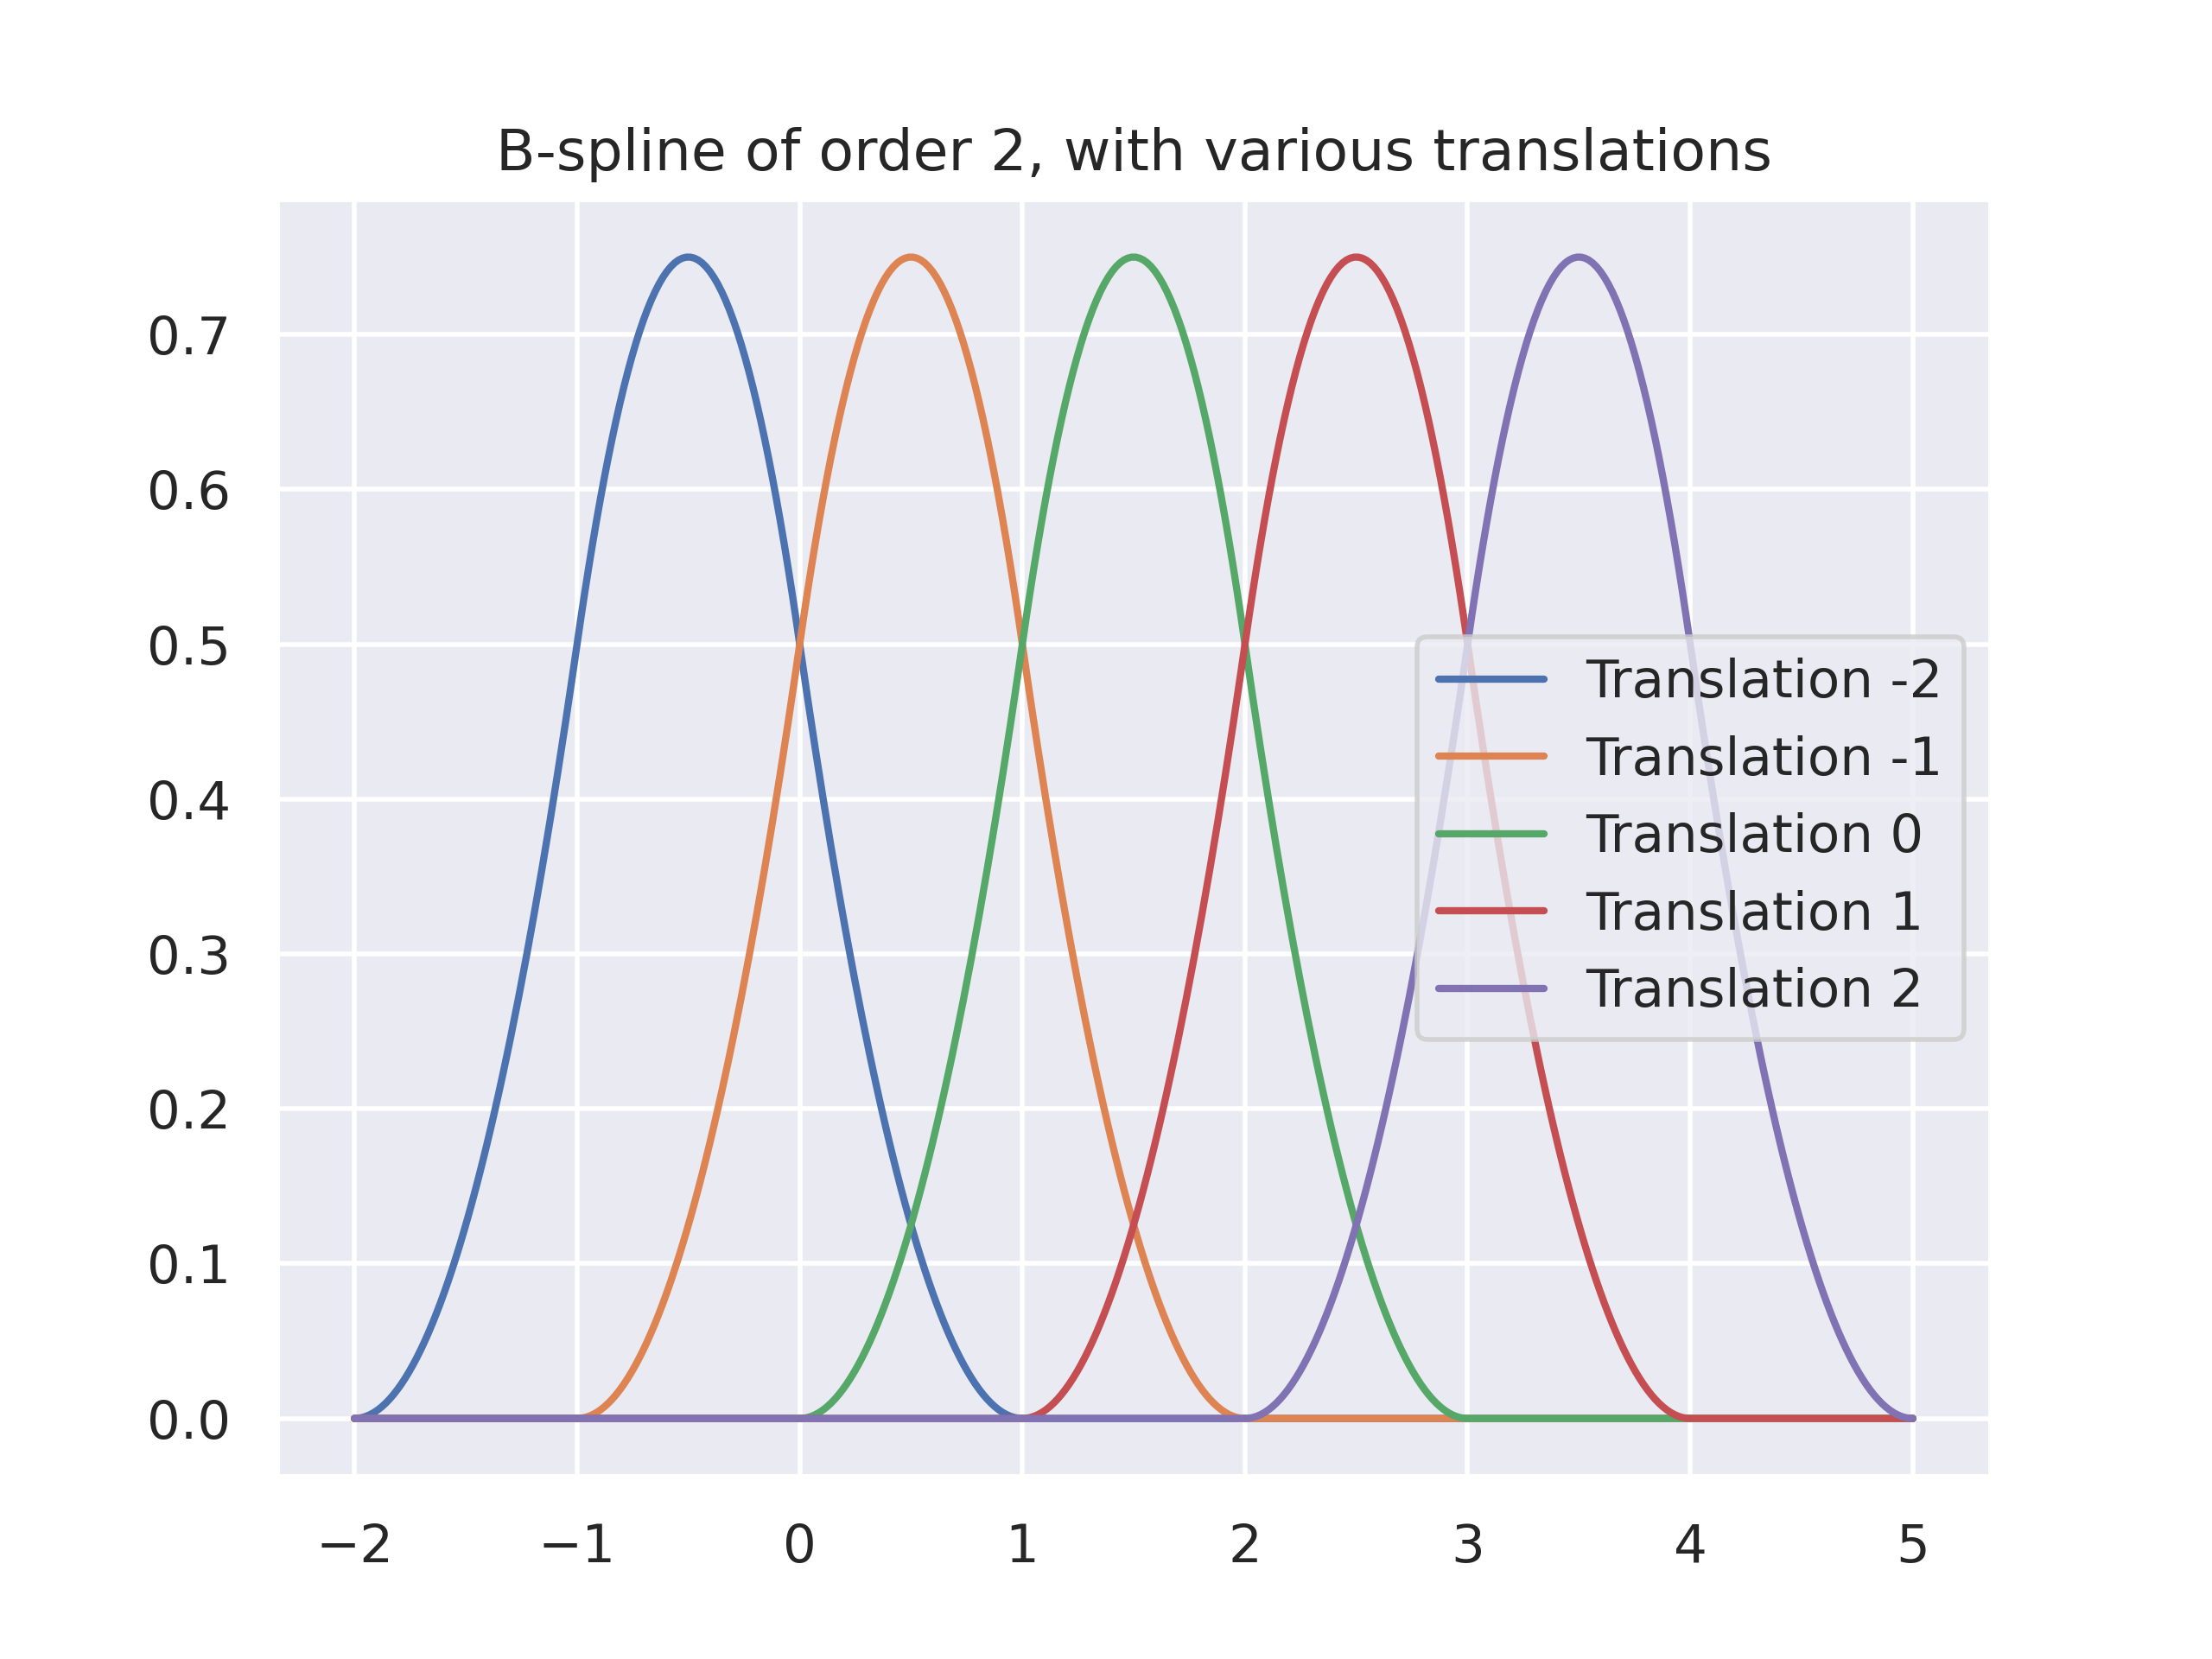 B-spline of order 2, with various translations
0.7
0.6
0.5
0.4
0.3
0.2
0.1
0.0
Translation -2
Translation -1
Translation 0
Translation 1
Translation 2
−2 −1 0 1 2 3 4 5